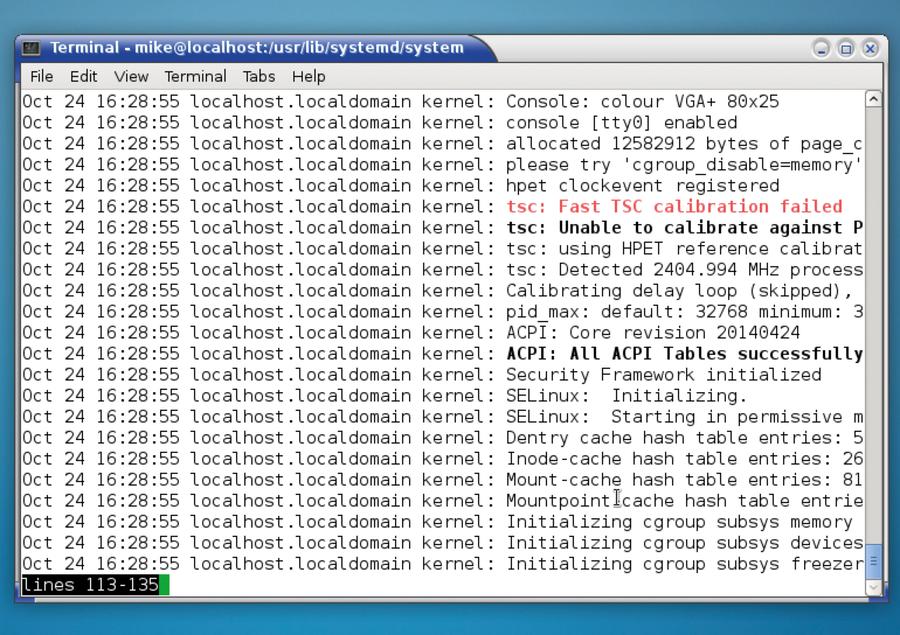 Terminal - mike@localhost:/usr/lib/systemd/system
File Edit View Terminal Tabs Help
Oct 24 16:28:55 localhost.localdomain kernel: Console: colour VGA+ 80x25
Oct 24 16:28:55 localhost.localdomain kernel: console [tty0] enabled
Oct 24 16:28:55 localhost.localdomain kernel: allocated 12582912 bytes of page_c
Oct 24 16:28:55 localhost.localdomain kernel: please try 'cgroup_disable=memory'
Oct 24 16:28:55 localhost.localdomain kernel: hpet clockevent registered
Oct 24 16:28:55 localhost.localdomain kernel: tsc: Fast TSC calibration failed
Oct 24 16:28:55 localhost.localdomain kernel: tsc: Unable to calibrate against P
Oct 24 16:28:55 localhost.localdomain kernel: tsc: using HPET reference calibrat
Oct 24 16:28:55 localhost.localdomain kernel: tsc: Detected 2404.994 MHz process
Oct 24 16:28:55 localhost.localdomain kernel: Calibrating delay loop (skipped),
Oct 24 16:28:55 localhost.localdomain kernel: pid_max: default: 32768 minimum: 3
Oct 24 16:28:55 localhost.localdomain kernel: ACPI: Core revision 20140424
Oct 24 16:28:55 localhost.localdomain kernel: ACPI: All ACPI Tables successfully
Oct 24 16:28:55 localhost.localdomain kernel: Security Framework initialized
Oct 24 16:28:55 localhost.localdomain kernel: SELinux:  Initializing.
Oct 24 16:28:55 localhost.localdomain kernel: SELinux:  Starting in permissive m
Oct 24 16:28:55 localhost.localdomain kernel: Dentry cache hash table entries: 5
Oct 24 16:28:55 localhost.localdomain kernel: Inode-cache hash table entries: 26
Oct 24 16:28:55 localhost.localdomain kernel: Mount-cache hash table entries: 81
Oct 24 16:28:55 localhost.localdomain kernel: Mountpoint-cache hash table entrie
Oct 24 16:28:55 localhost.localdomain kernel: Initializing cgroup subsys memory
Oct 24 16:28:55 localhost.localdomain kernel: Initializing cgroup subsys devices
Oct 24 16:28:55 localhost.localdomain kernel: Initializing cgroup subsys freezer
lines 113-135